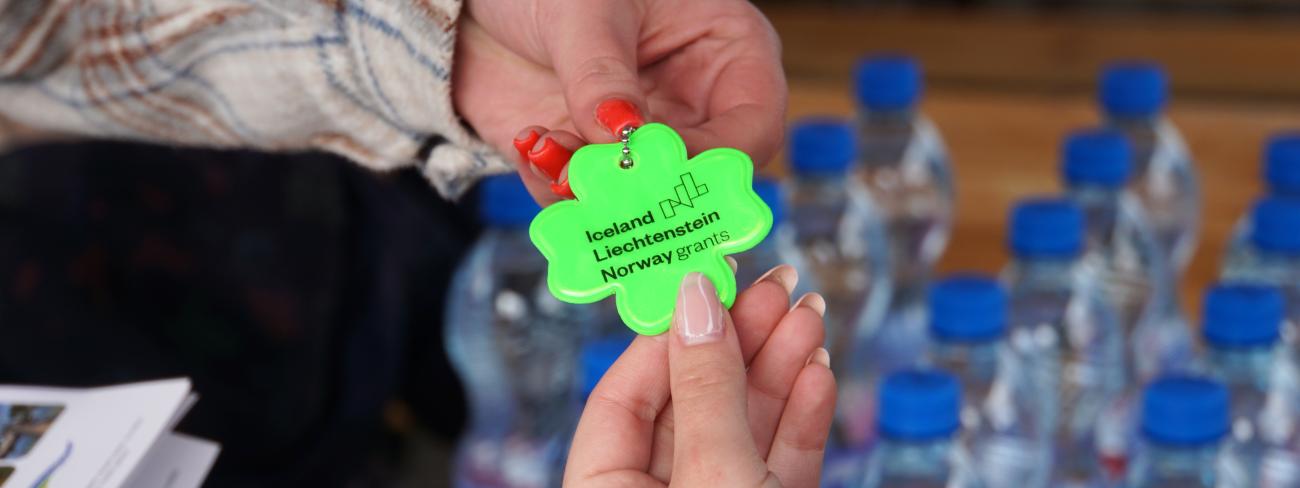 Iceland
Liechtenstein
Norway grants